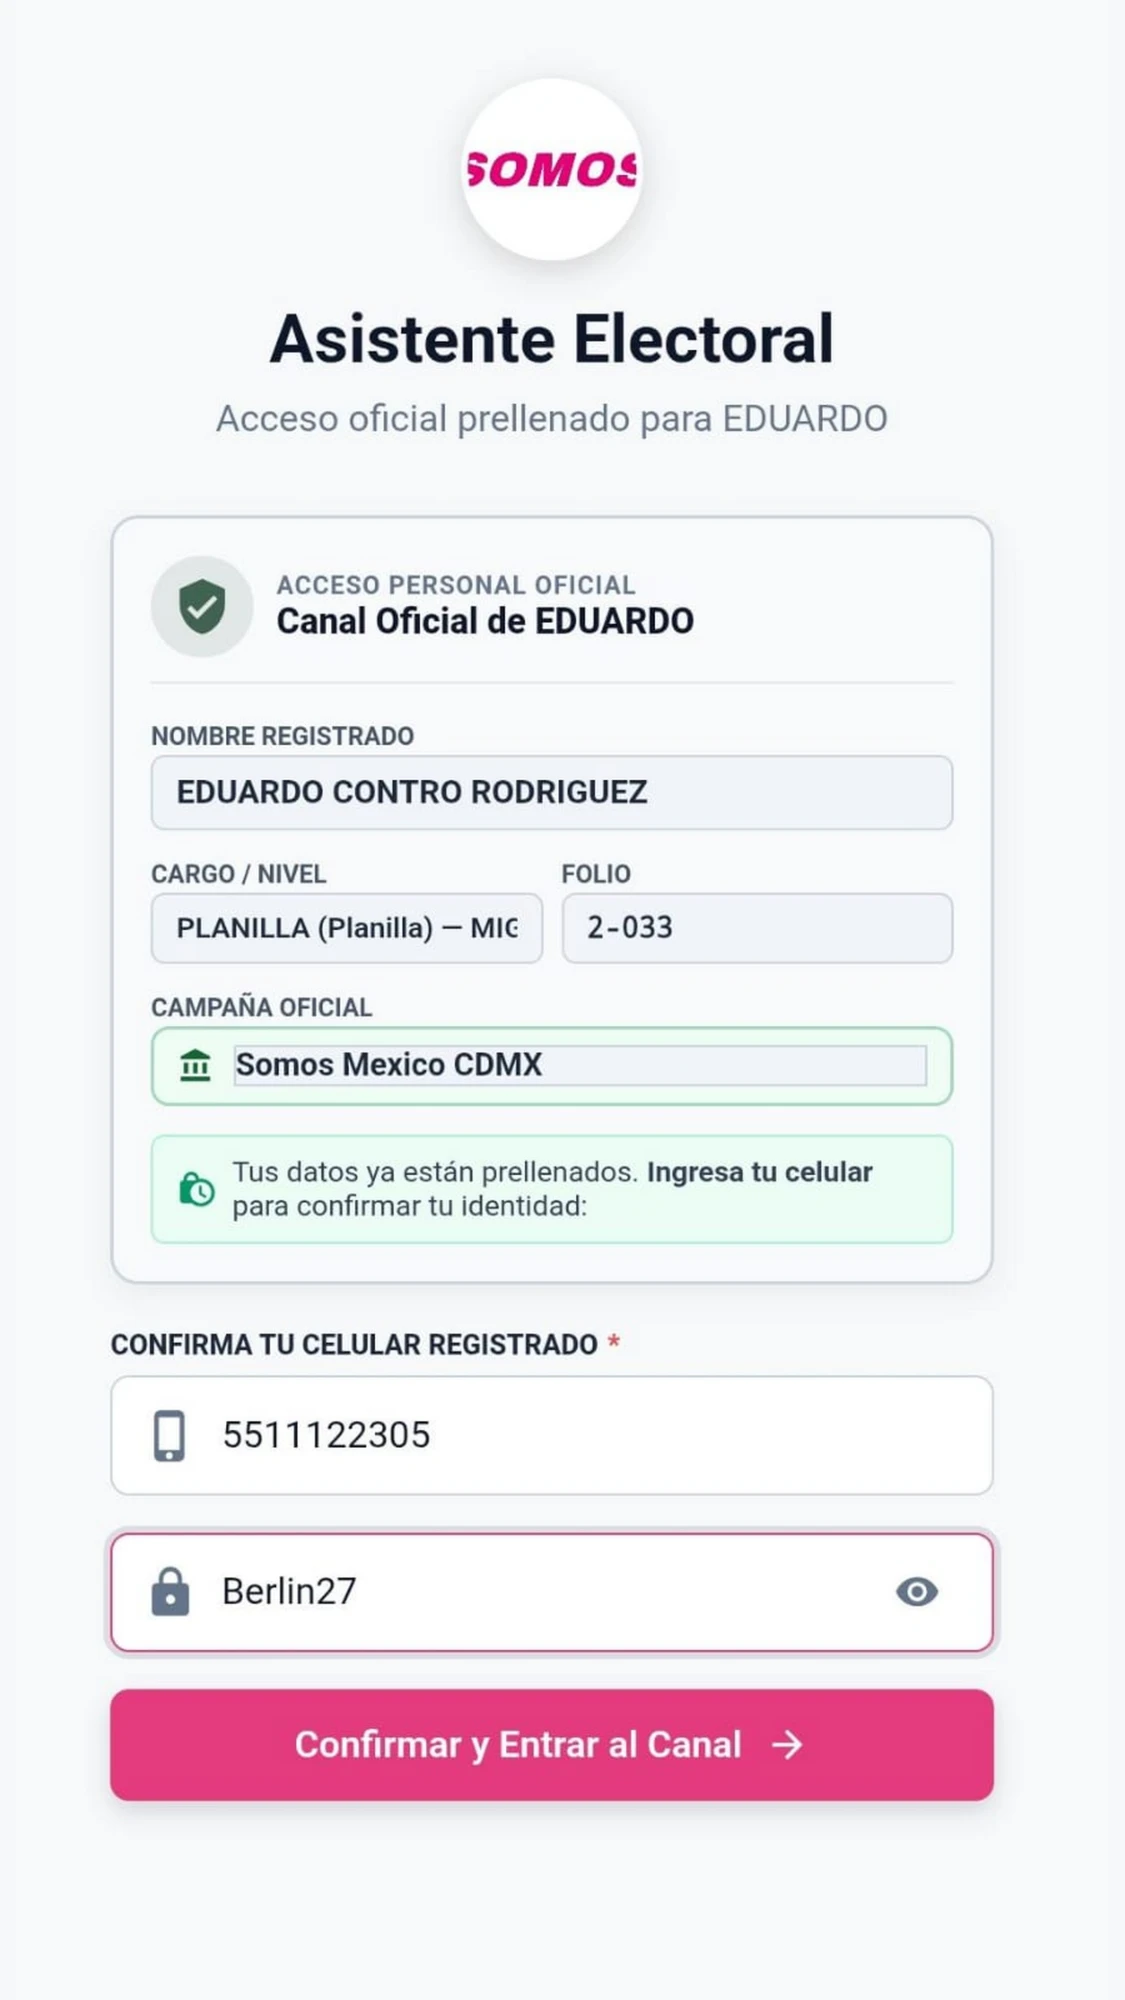 SOMOS
Asistente Electoral
Acceso oficial prellenado para EDUARDO
ACCESO PERSONAL OFICIAL
Canal Oficial de EDUARDO
NOMBRE REGISTRADO
EDUARDO CONTRO RODRIGUEZ
CARGO / NIVEL
FOLIO
PLANILLA (Planilla) — MIG
2-033
CAMPAÑA OFICIAL
Somos Mexico CDMX
Tus datos ya están prellenados. Ingresa tu celular
para confirmar tu identidad:
CONFIRMA TU CELULAR REGISTRADO *
5511122305
Berlin27
Confirmar y Entrar al Canal →